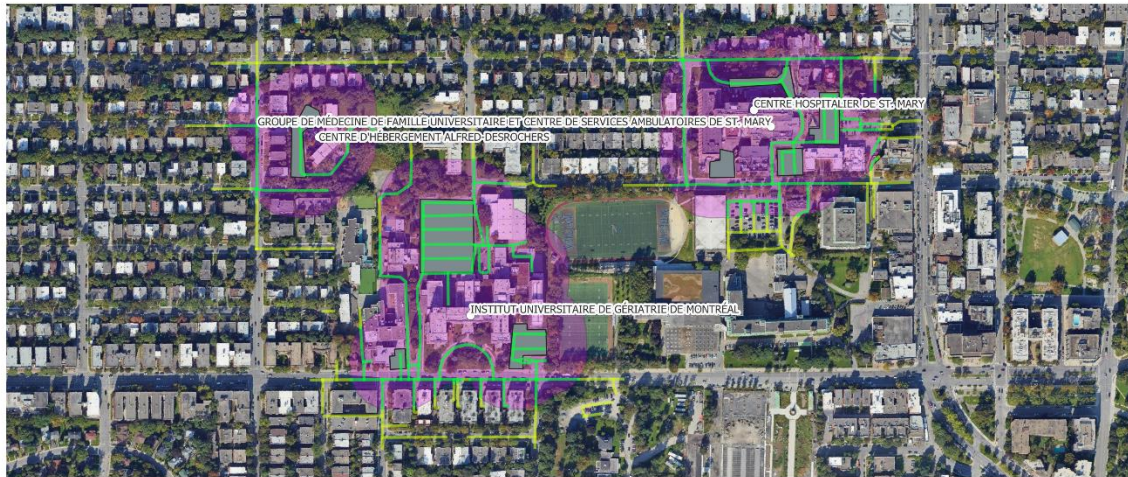 CENTRE HOSPITALIER DE ST. MARY
GROUPE DE MÉDECINE DE FAMILLE UNIVERSITAIRE ET CENTRE DE SERVICES AMBULATOIRES DE ST. MARY
CENTRE D'HÉBERGEMENT ALFRED-DESROCHERS
INSTITUT UNIVERSITAIRE DE GÉRIATRIE DE MONTRÉAL